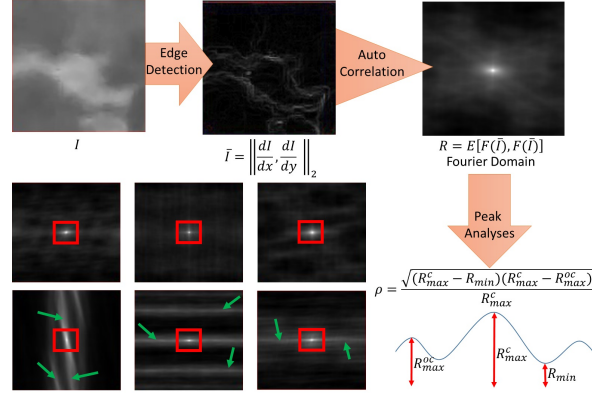 Edge
Detection
Auto
Correlation
I
Ī = ‖dI/dx, dI/dy‖₂
R = E[F(Ī), F(Ī)]
Fourier Domain
Peak
Analyses
ρ = √((R^c_max − R_min)(R^c_max − R^oc_max)) / R^c_max
R^oc_max
R^c_max
R_min